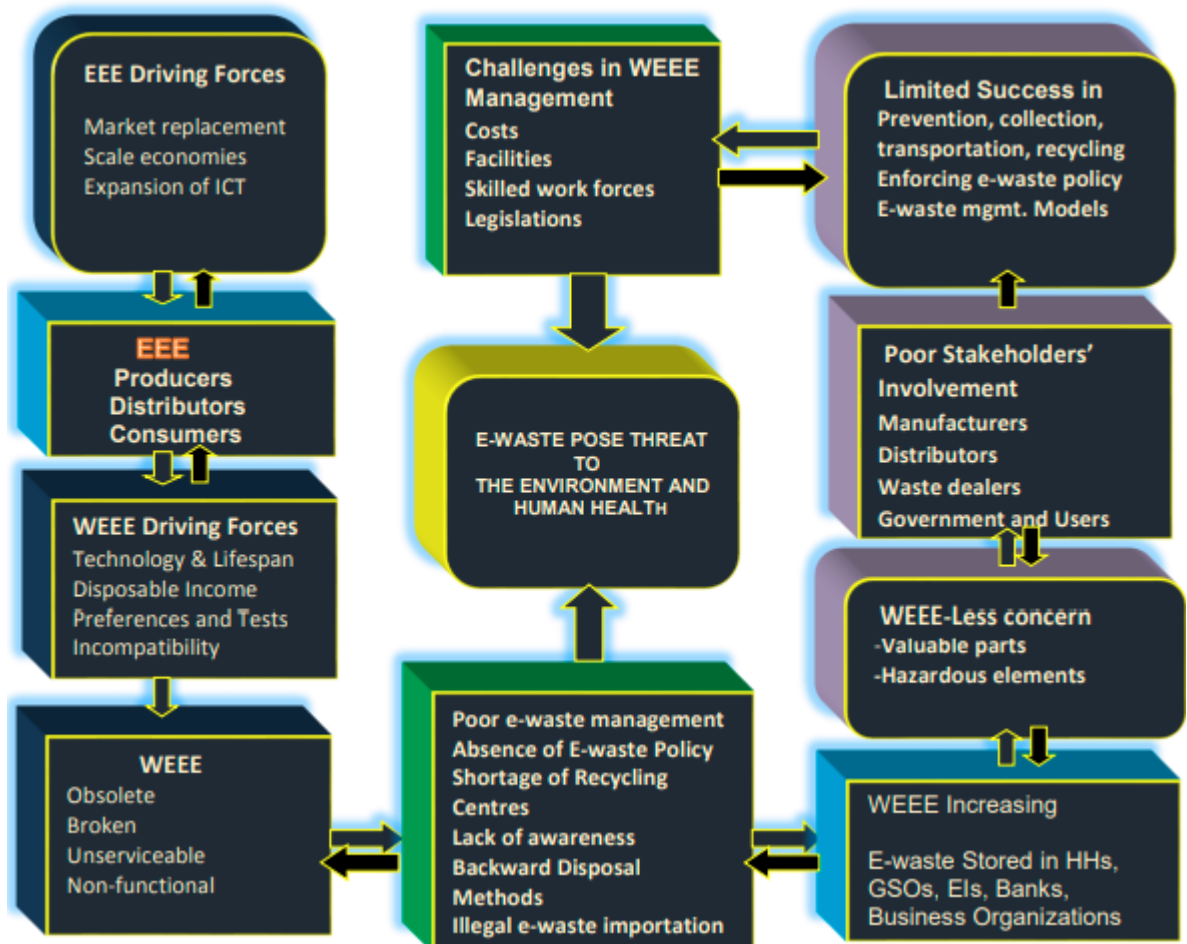 EEE Driving Forces
Market replacement
Scale economies
Expansion of ICT
EEE
Producers
Distributors
Consumers
WEEE Driving Forces
Technology & Lifespan
Disposable Income
Preferences and Tests
Incompatibility
WEEE
Obsolete
Broken
Unserviceable
Non-functional
Challenges in WEEE
Management
Costs
Facilities
Skilled work forces
Legislations
E-WASTE POSE THREAT
TO
THE ENVIRONMENT AND
HUMAN HEALTH
Poor e-waste management
Absence of E-waste Policy
Shortage of Recycling
Centres
Lack of awareness
Backward Disposal
Methods
Illegal e-waste importation
Limited Success in
Prevention, collection,
transportation, recycling
Enforcing e-waste policy
E-waste mgmt. Models
Poor Stakeholders’
Involvement
Manufacturers
Distributors
Waste dealers
Government and Users
WEEE-Less concern
-Valuable parts
-Hazardous elements
WEEE Increasing
E-waste Stored in HHs,
GSOs, EIs, Banks,
Business Organizations